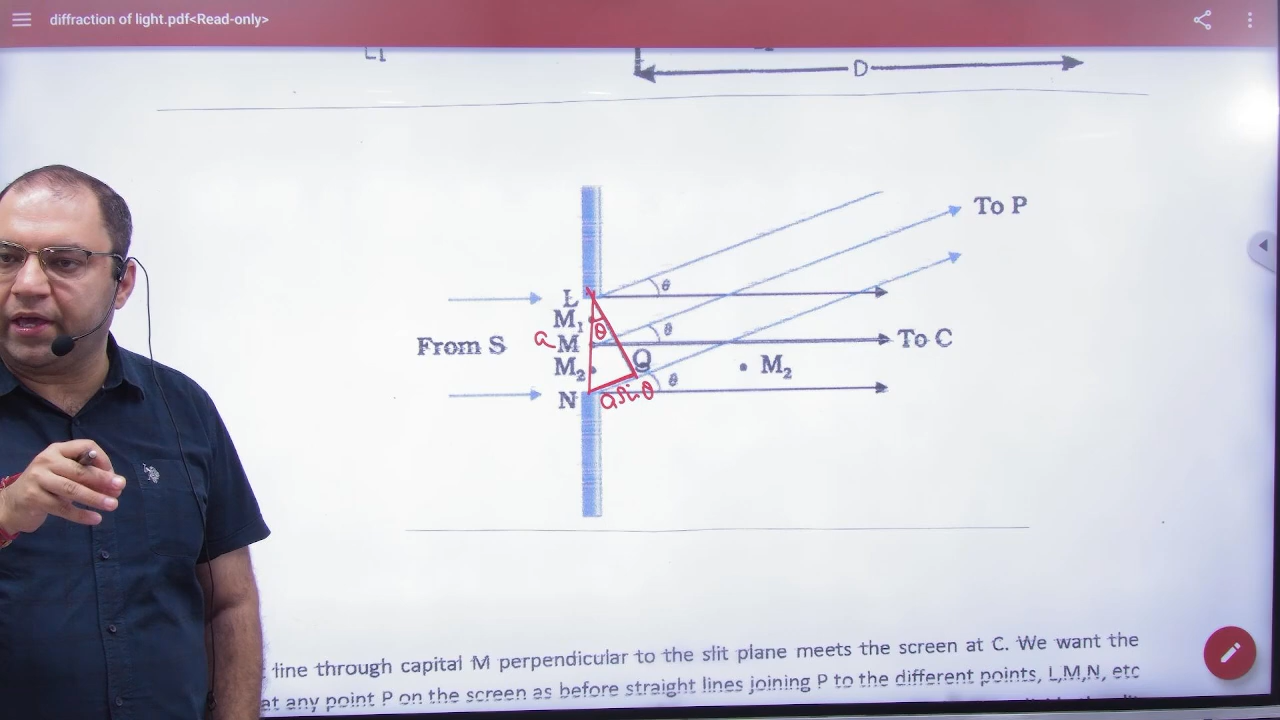 diffraction of light.pdf<Read-only>
D
To P
L
θ
M₁
θ
θ
a
M
From S
To C
Q
M₂
M₂
θ
N
a sin θ
line through capital M perpendicular to the slit plane meets the screen at C. We want the
at any point P on the screen as before straight lines joining P to the different points, L,M,N, etc